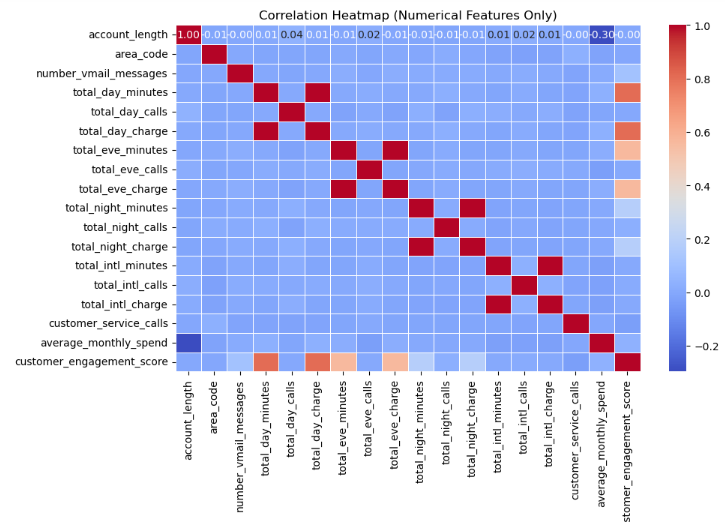 Correlation Heatmap (Numerical Features Only)
account_length 1.00 -0.01 -0.00 0.01 0.04 0.01 -0.01 0.02 -0.01 -0.01 -0.01 -0.01 0.01 0.02 0.01 -0.00 -0.30 -0.00
area_code
number_vmail_messages
total_day_minutes
total_day_calls
total_day_charge
total_eve_minutes
total_eve_calls
total_eve_charge
total_night_minutes
total_night_calls
total_night_charge
total_intl_minutes
total_intl_calls
total_intl_charge
customer_service_calls
average_monthly_spend
customer_engagement_score
account_length
area_code
number_vmail_messages
total_day_minutes
total_day_calls
total_day_charge
total_eve_minutes
total_eve_calls
total_eve_charge
total_night_minutes
total_night_calls
total_night_charge
total_intl_minutes
total_intl_calls
total_intl_charge
customer_service_calls
average_monthly_spend
stomer_engagement_score
1.0
0.8
0.6
0.4
0.2
0.0
−0.2